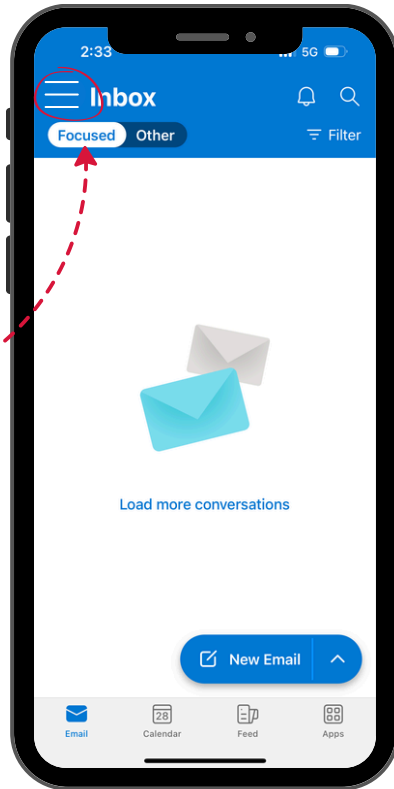 2:33 5G
Inbox
Focused Other Filter
Load more conversations
New Email
28
Email Calendar Feed Apps